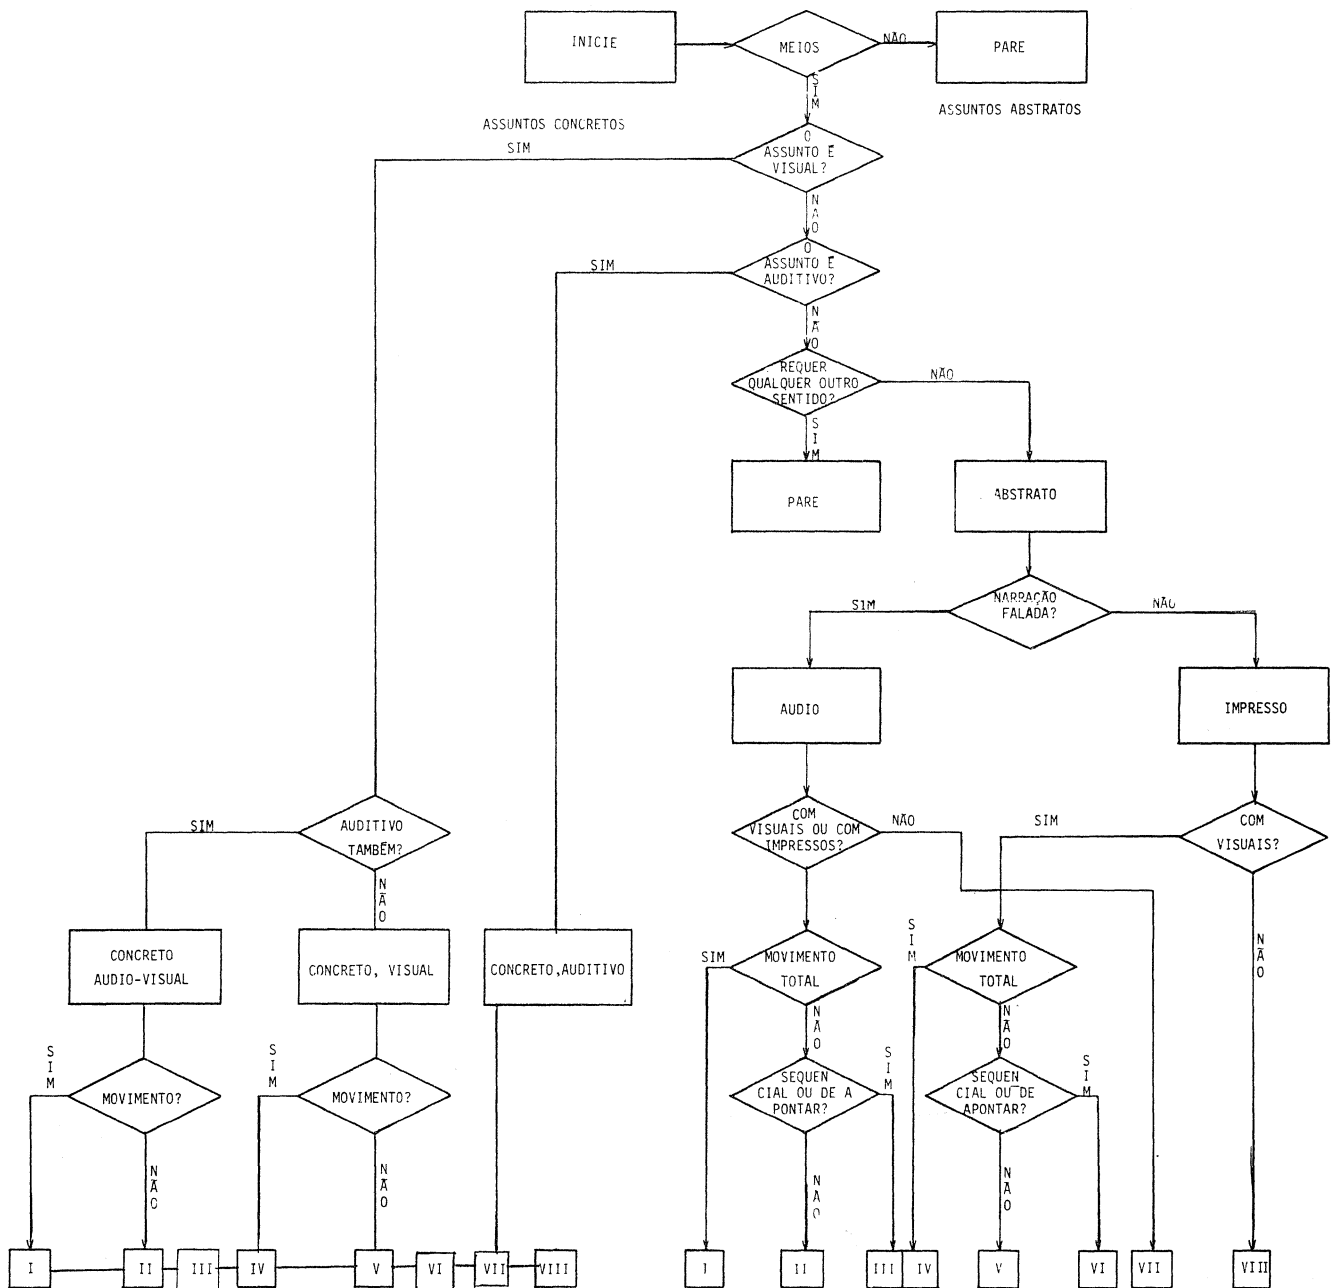 INICIE
MEIOS
NÃO
PARE
SIM
ASSUNTOS CONCRETOS
ASSUNTOS ABSTRATOS
SIM
O
ASSUNTO É
VISUAL?
NÃO
SIM
O
ASSUNTO É
AUDITIVO?
NÃO
REQUER
QUALQUER OUTRO
SENTIDO?
NÃO
SIM
PARE
ABSTRATO
NARRAÇÃO
FALADA?
SIM
NÃO
AUDIO
IMPRESSO
SIM
AUDITIVO
TAMBÉM?
NÃO
COM
VISUAIS OU COM
IMPRESSOS?
NÃO
SIM
COM
VISUAIS?
NÃO
CONCRETO
AUDIO-VISUAL
CONCRETO, VISUAL
CONCRETO,AUDITIVO
SIM
MOVIMENTO
TOTAL
NÃO
SIM
MOVIMENTO
TOTAL
NÃO
SIM
MOVIMENTO?
NÃO
SIM
MOVIMENTO?
NÃO
SEQUEN
CIAL OU DE A
PONTAR?
SIM
NAO
SEQUEN
CIAL OU DE
APONTAR?
SIM
NÃO
I
II
III
IV
V
VI
VII
VIII
I
II
III
IV
V
VI
VII
VIII